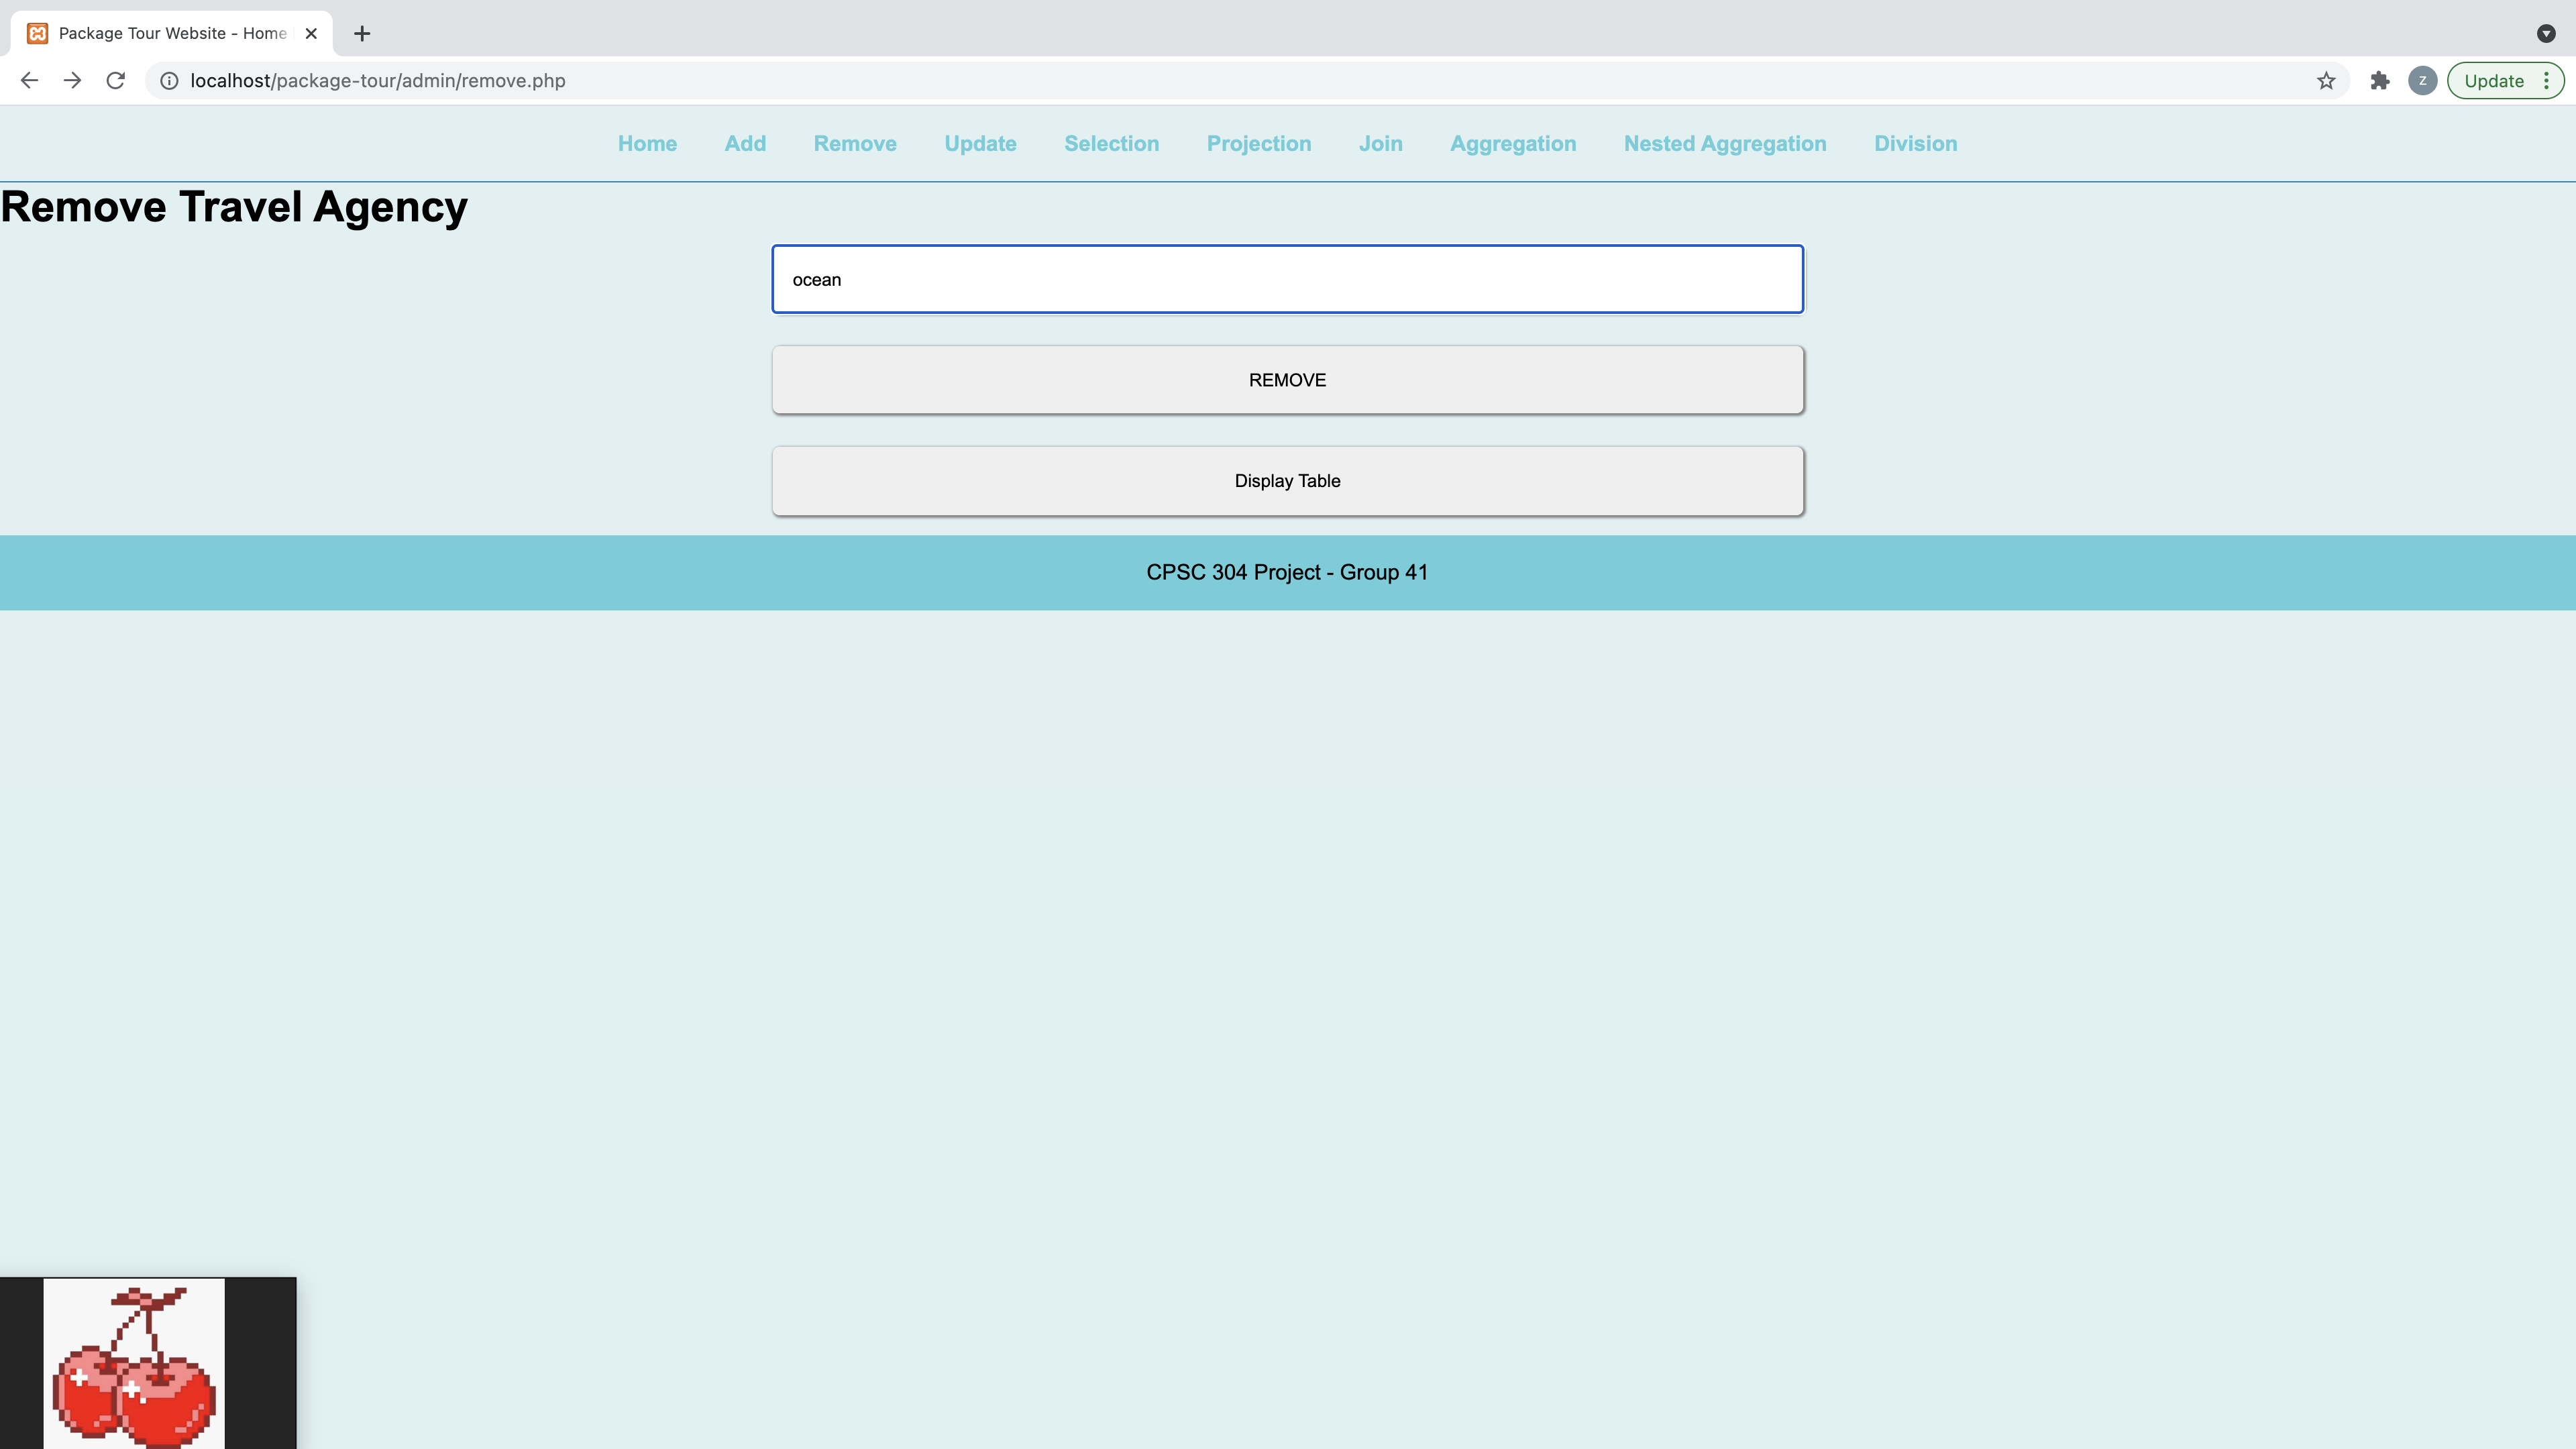 Package Tour Website - Home
localhost/package-tour/admin/remove.php
Z
Update
Home Add Remove Update Selection Projection Join Aggregation Nested Aggregation Division
Remove Travel Agency
ocean
REMOVE
Display Table
CPSC 304 Project - Group 41